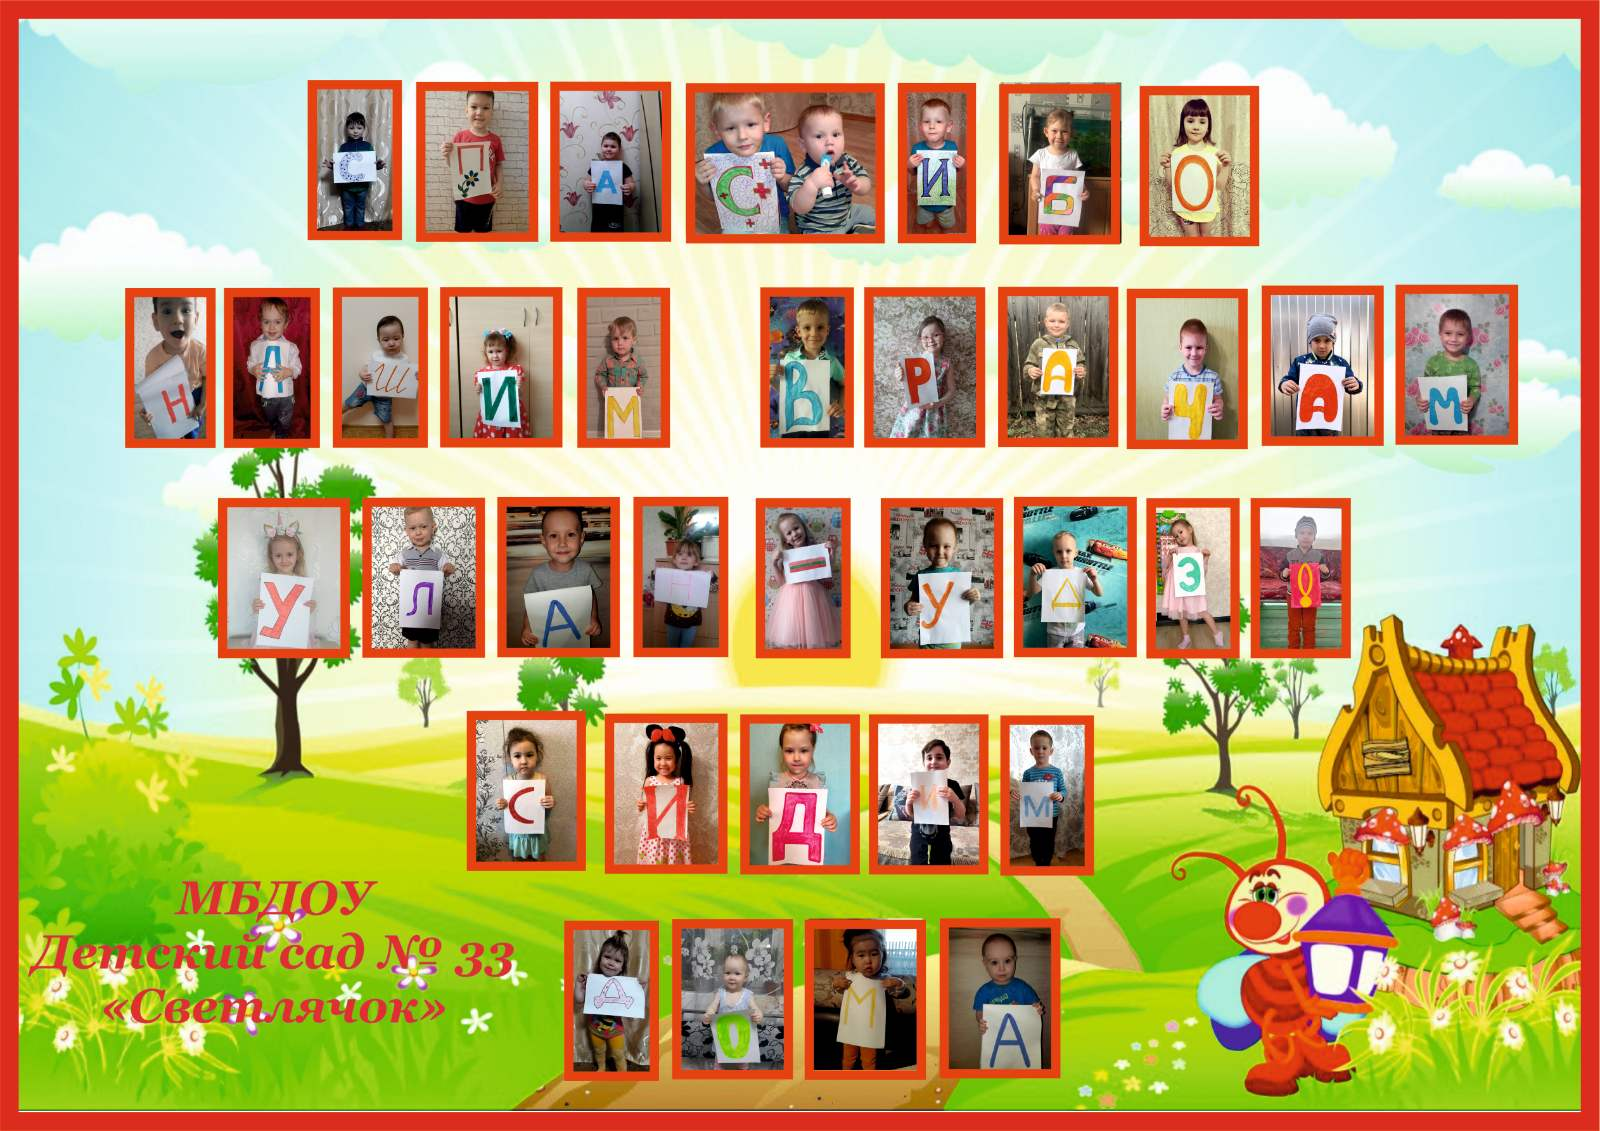 СПАСИБО
НАШИМ ВРАЧАМ
УЛАН-УДЭ!
СИДИМ
ДОМА
МБДОУ
Детский сад № 33
«Светлячок»